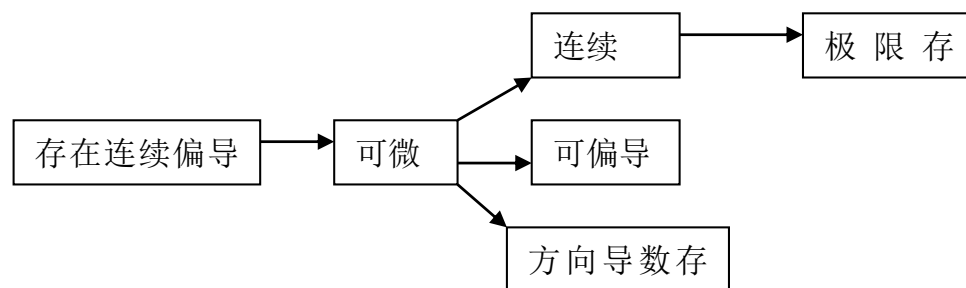 连续
极限存
存在连续偏导
可微
可偏导
方向导数存